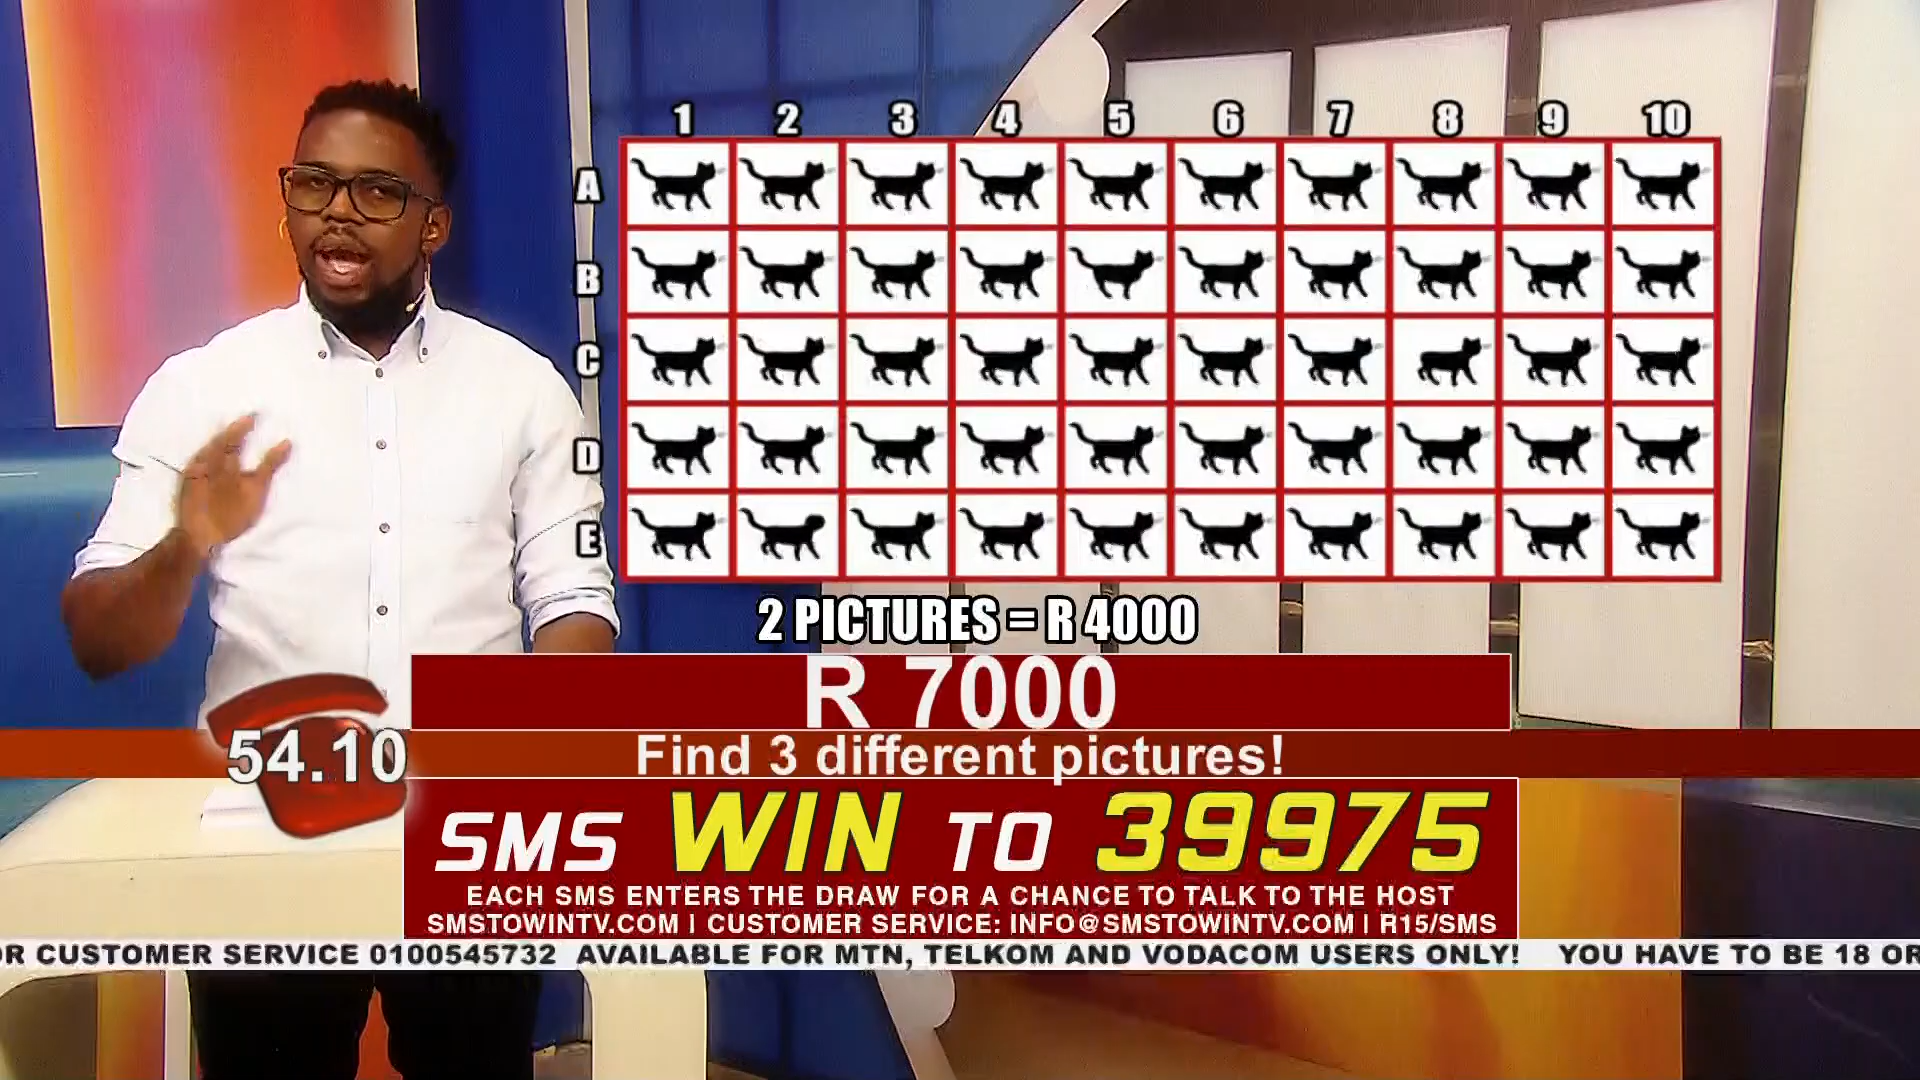 1 2 3 4 5 6 7 8 9 10
A
B
C
D
E
2 PICTURES = R 4000
R 7000
54.10
Find 3 different pictures!
SMS WIN TO 39975
EACH SMS ENTERS THE DRAW FOR A CHANCE TO TALK TO THE HOST
SMSTOWINTV.COM | CUSTOMER SERVICE: INFO@SMSTOWINTV.COM | R15/SMS
OR CUSTOMER SERVICE 0100545732 AVAILABLE FOR MTN, TELKOM AND VODACOM USERS ONLY! YOU HAVE TO BE 18 OR